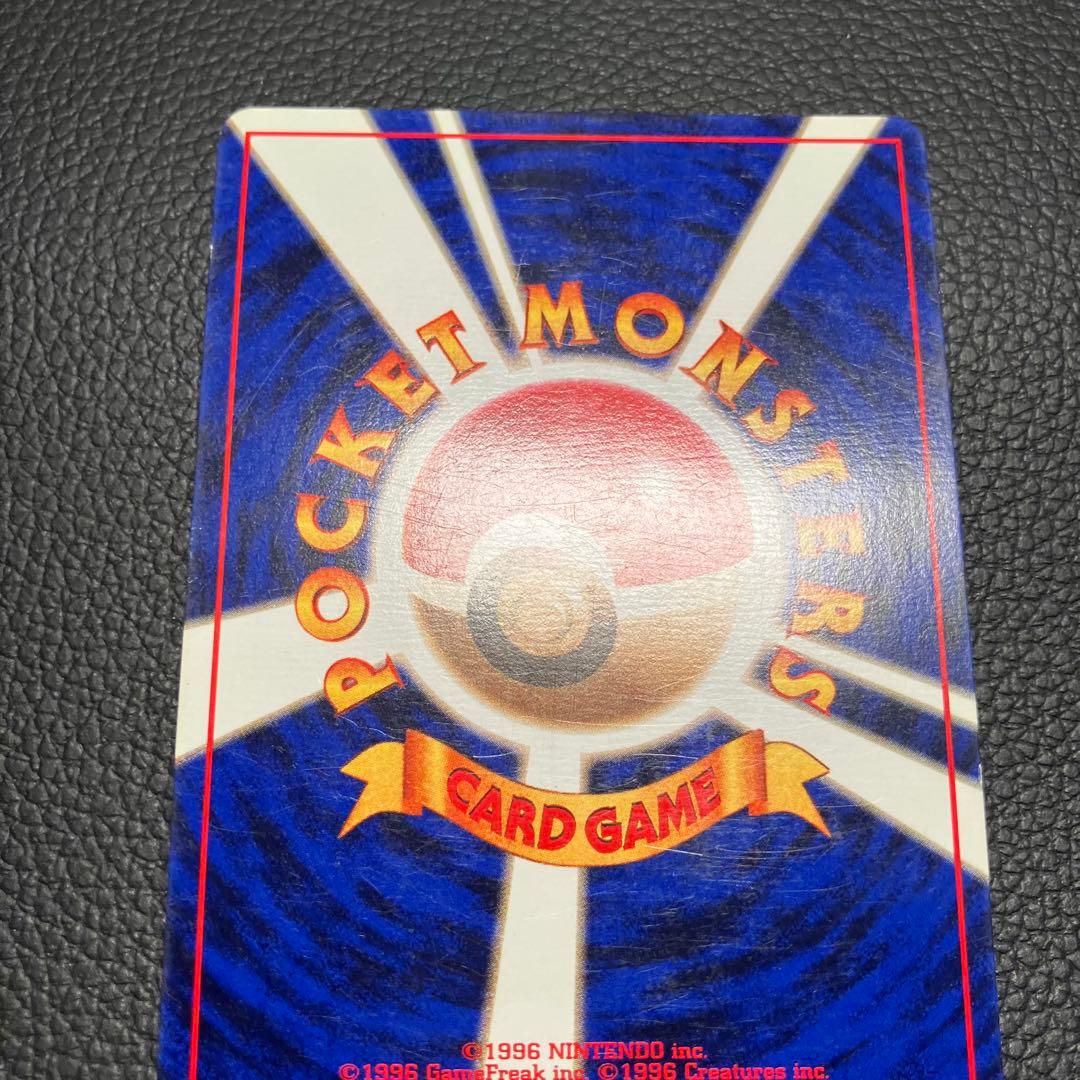 POCKET MONSTERS
CARD GAME
©1996 NINTENDO inc.
©1996 GameFreak inc. ©1996 Creatures inc.